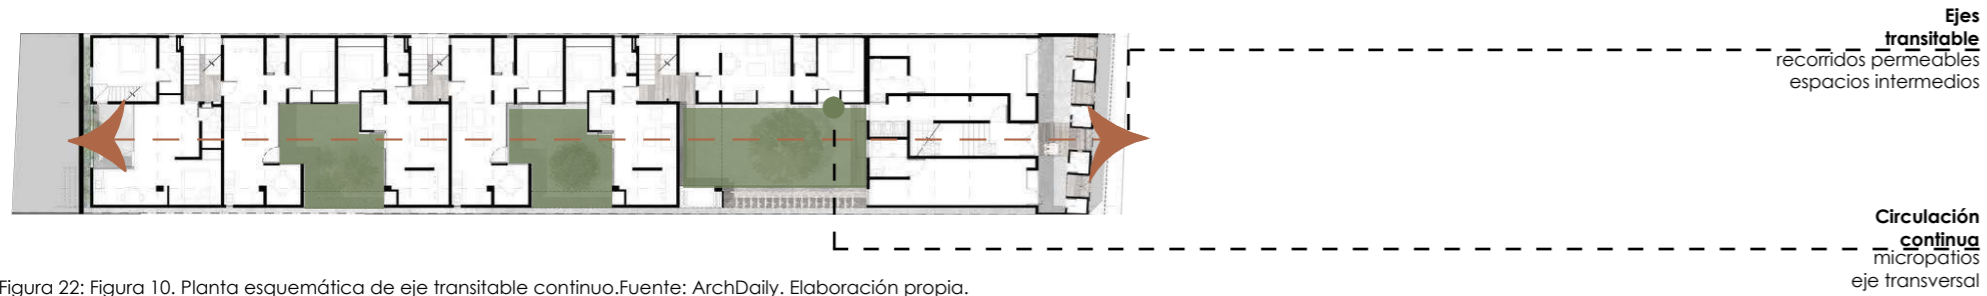 Ejes
transitable
recorridos permeables
espacios intermedios
Circulación
continua
micropatios
eje transversal
Figura 22: Figura 10. Planta esquemática de eje transitable continuo.Fuente: ArchDaily. Elaboración propia.